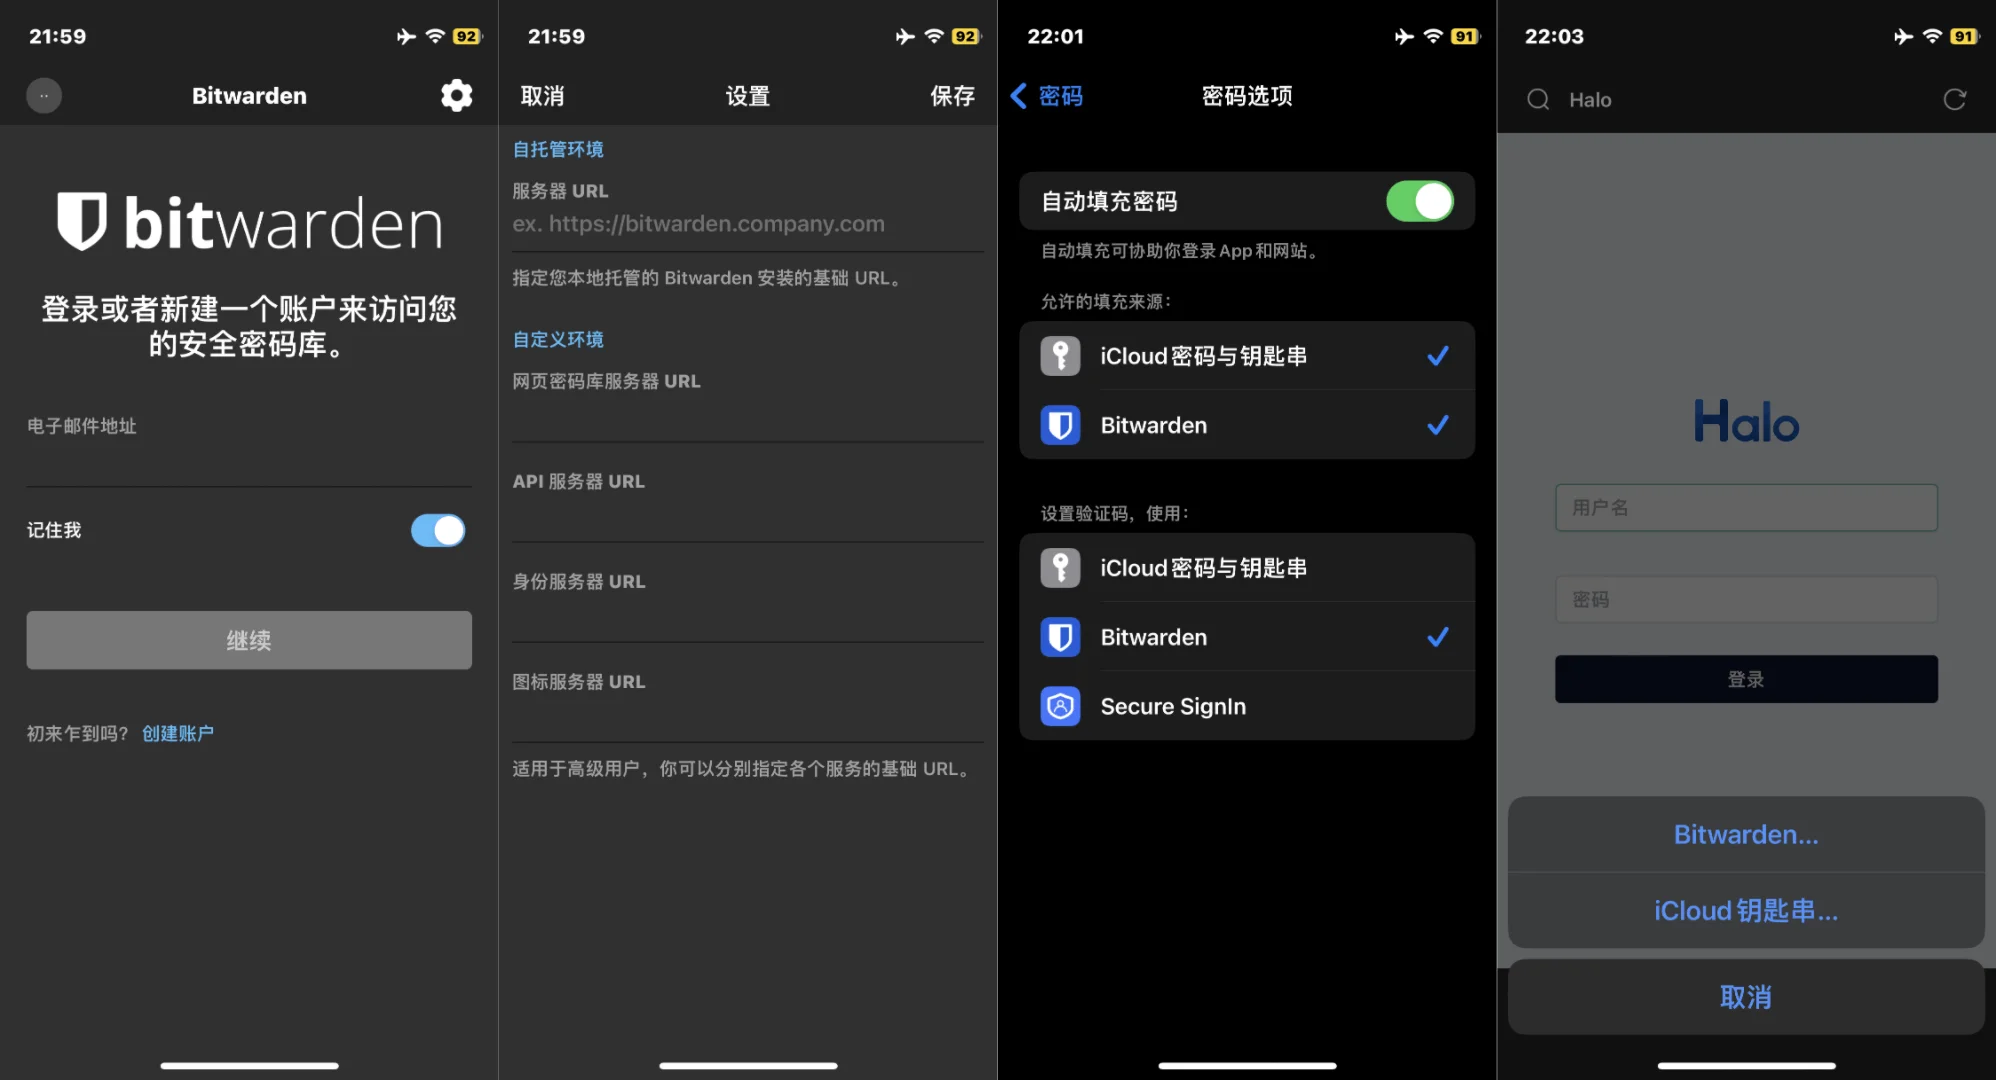 21:59
92
··
Bitwarden
bitwarden
登录或者新建一个账户来访问您
的安全密码库。
电子邮件地址
记住我
继续
初来乍到吗? 创建账户
21:59
92
取消
设置
保存
自托管环境
服务器 URL
ex. https://bitwarden.company.com
指定您本地托管的 Bitwarden 安装的基础 URL。
自定义环境
网页密码库服务器 URL
API 服务器 URL
身份服务器 URL
图标服务器 URL
适用于高级用户，你可以分别指定各个服务的基础 URL。
22:01
91
密码
密码选项
自动填充密码
自动填充可协助你登录App和网站。
允许的填充来源：
iCloud密码与钥匙串
Bitwarden
设置验证码，使用：
iCloud密码与钥匙串
Bitwarden
Secure SignIn
22:03
91
Halo
Halo
用户名
密码
登录
Bitwarden...
iCloud钥匙串...
取消